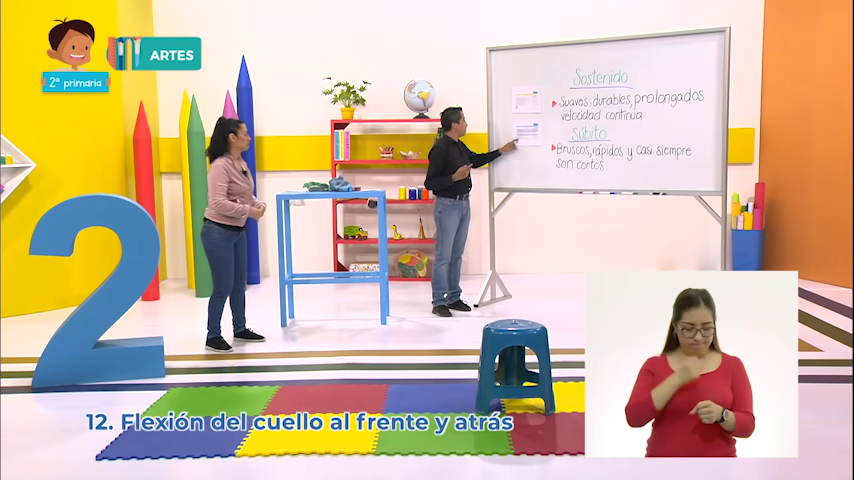 ARTES
2° primaria
Sostenido
Suaves, durables, prolongados
velocidad continua
Súbito
Bruscos, rápidos y casi siempre
son cortos
2
12. Flexión del cuello al frente y atrás